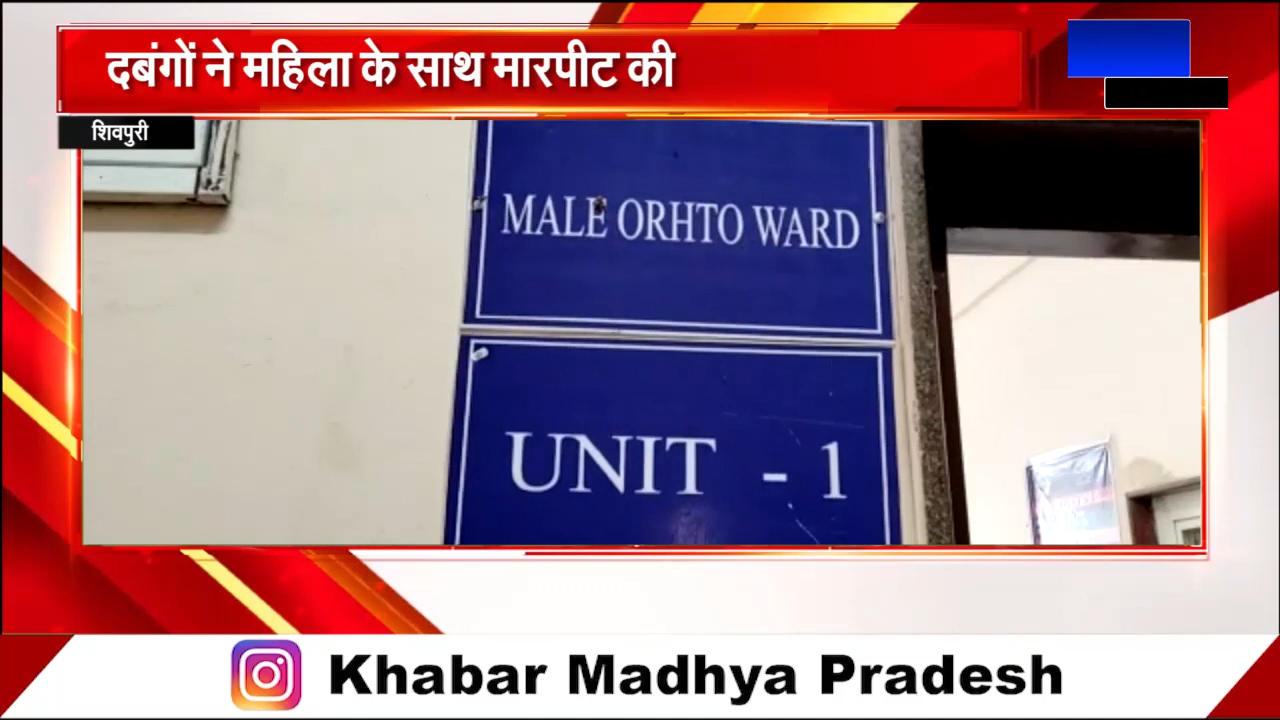 दबंगों ने महिला के साथ मारपीट की
शिवपुरी
MALE ORHTO WARD
UNIT - 1
Khabar Madhya Pradesh